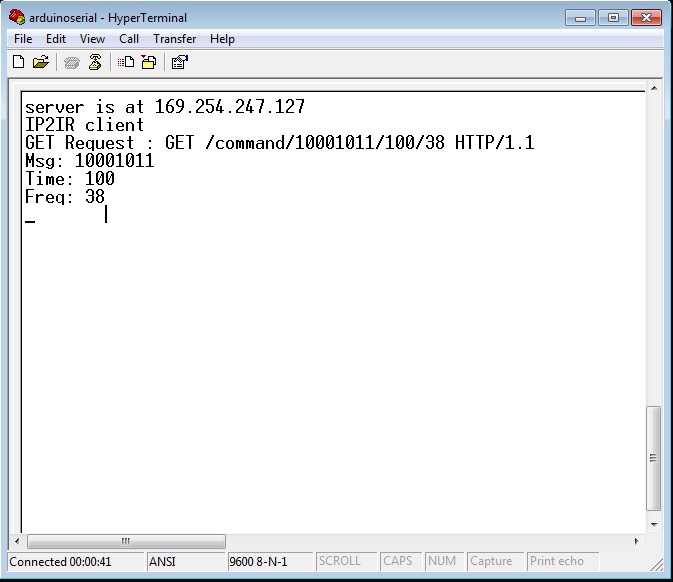 arduinoserial - HyperTerminal
File Edit View Call Transfer Help
server is at 169.254.247.127
IP2IR client
GET Request : GET /command/10001011/100/38 HTTP/1.1
Msg: 10001011
Time: 100
Freq: 38
_
Connected 00:00:41 ANSI 9600 8-N-1 SCROLL CAPS NUM Capture Print echo